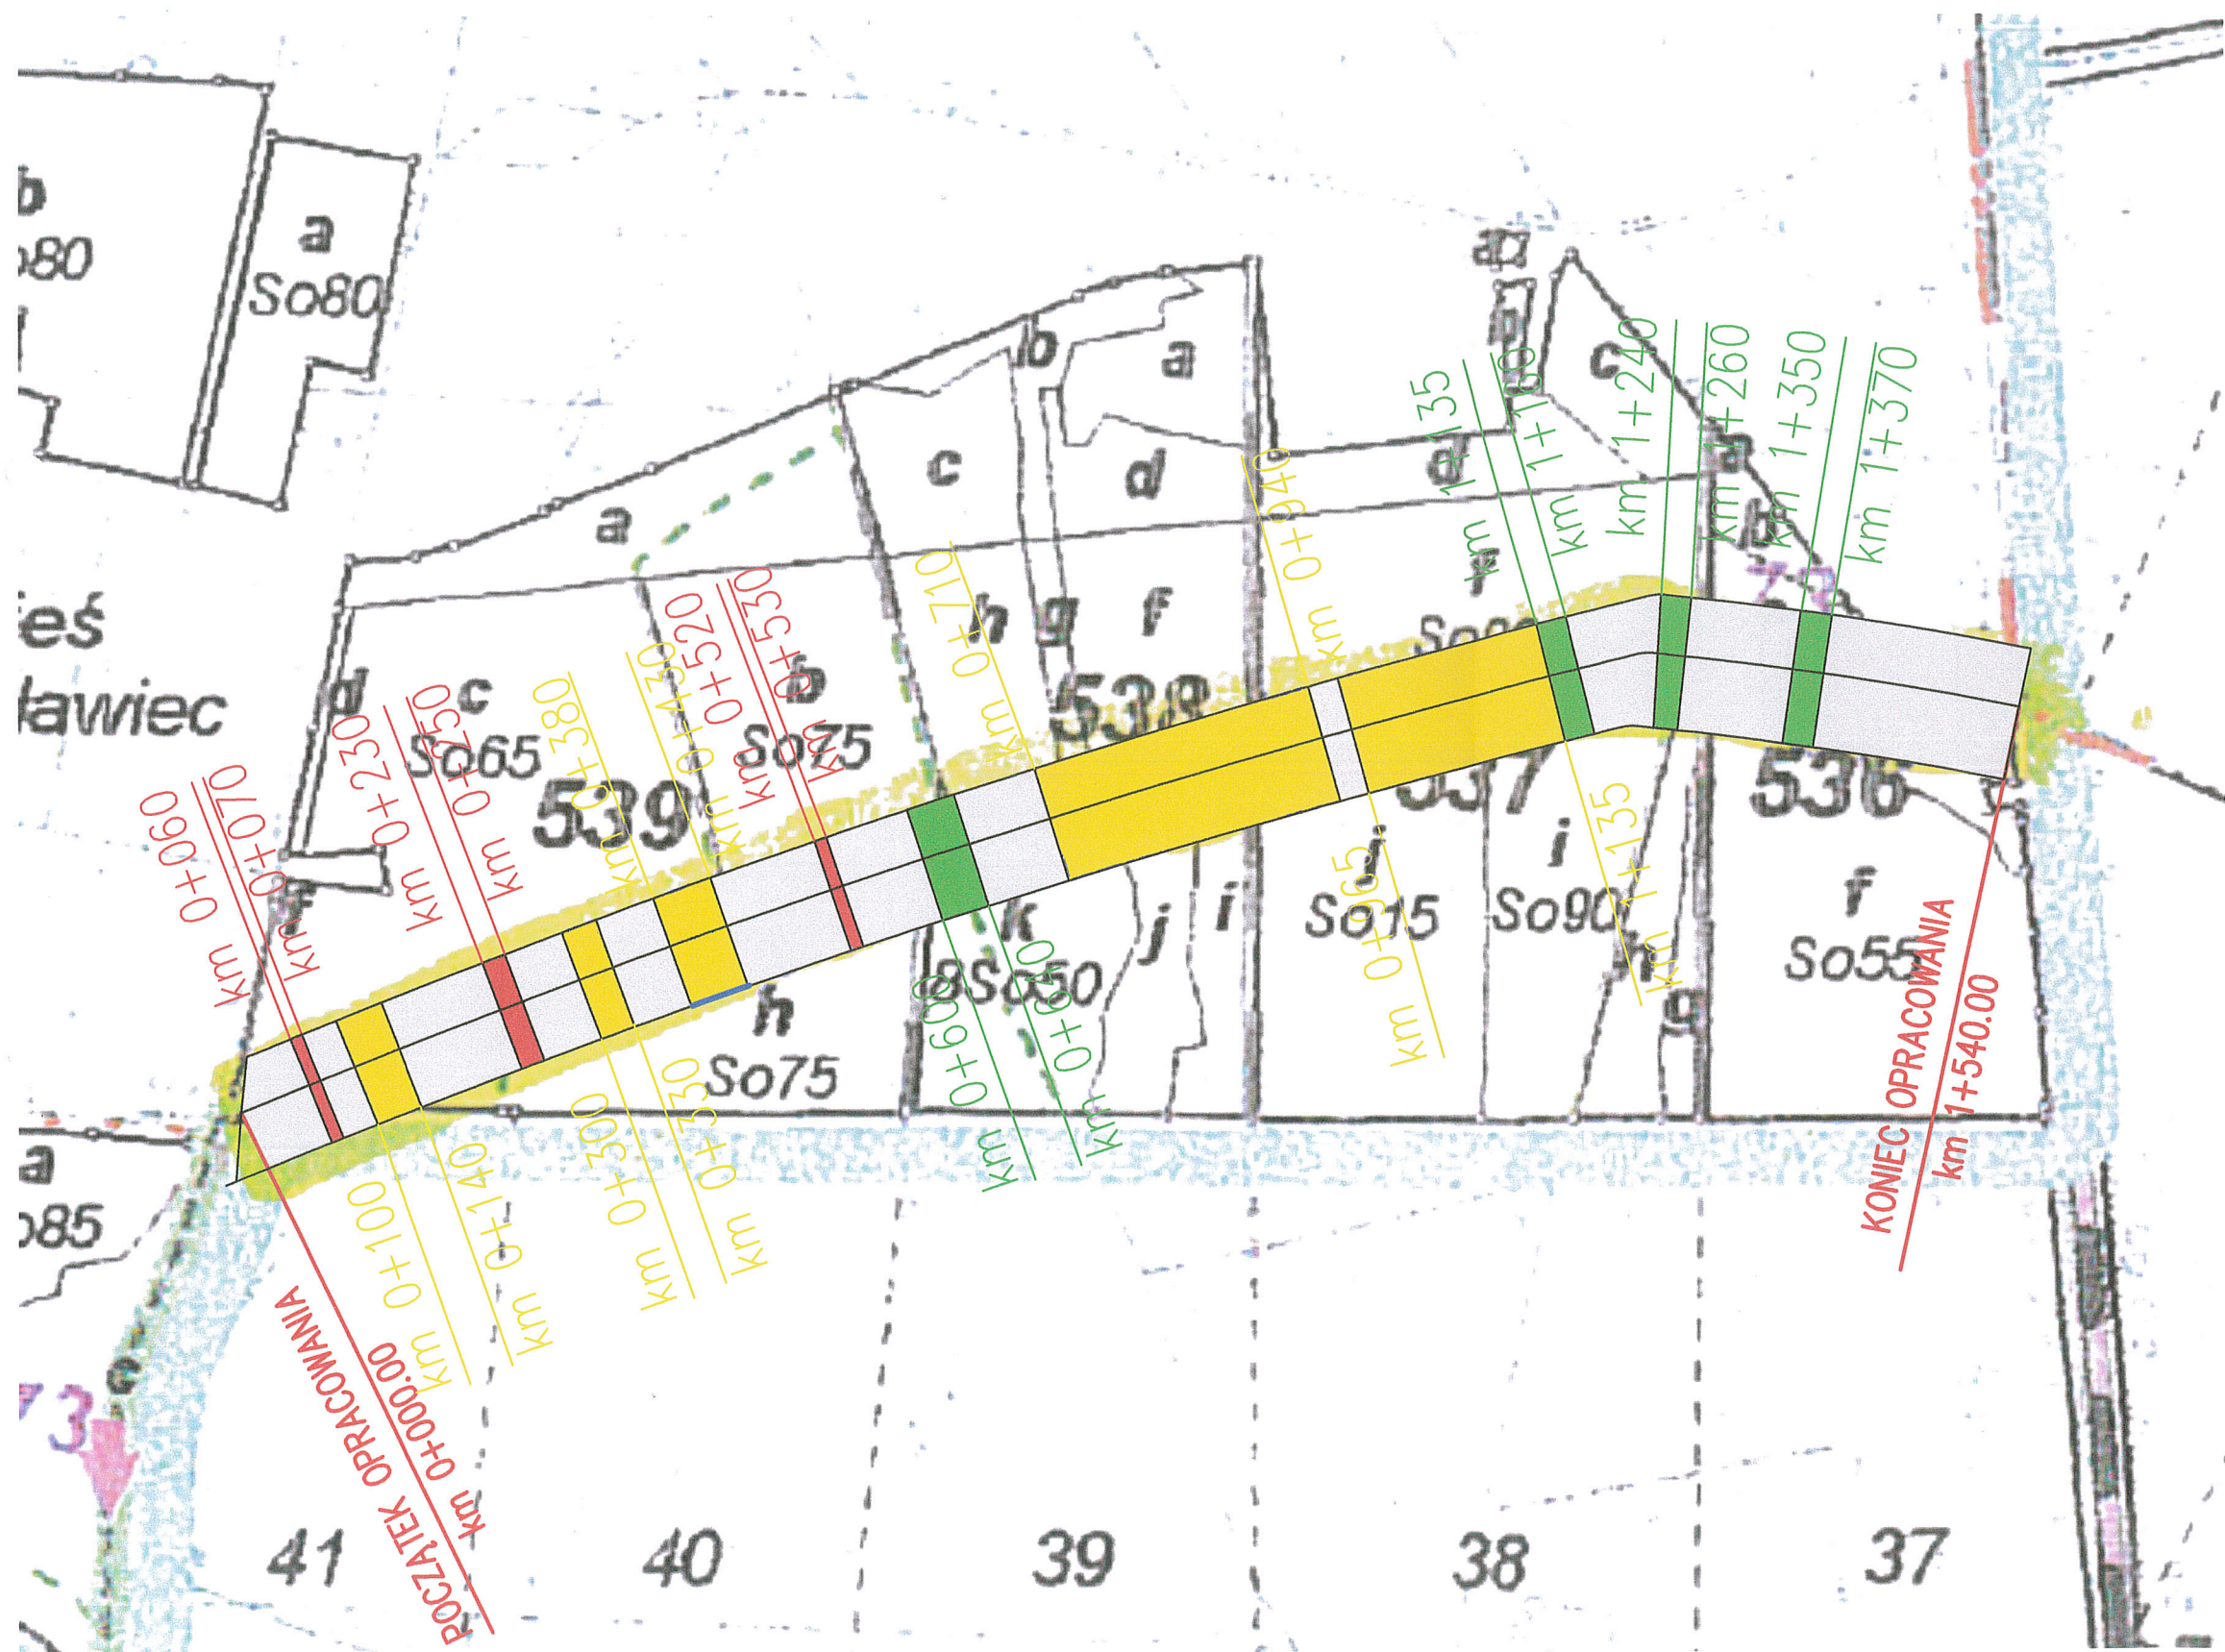 b
o80
a
So80
eś
ławiec
a
b
a
c
d
a
b
c
d
a
b
d
c
So65
539
b
So75
h
g
f
538
537
536
km 0+060
km 0+070
km 0+230
km 0+250
km 0+380
km 0+430
km 0+520
km 0+530
km 0+710
km 0+940
km 1+135
km 1+160
km 1+240
km 1+260
km 1+350
km 1+370
f
h
So75
k
BSo50
j
i
j
So15
i
So90
g
f
So55
a
o85
e
73
POCZĄTEK OPRACOWANIA
km 0+000.00
km 0+100
km 0+140
km 0+300
km 0+330
km 0+600
km 0+640
km 0+965
km 1+135
KONIEC OPRACOWANIA
km 1+540.00
41
40
39
38
37